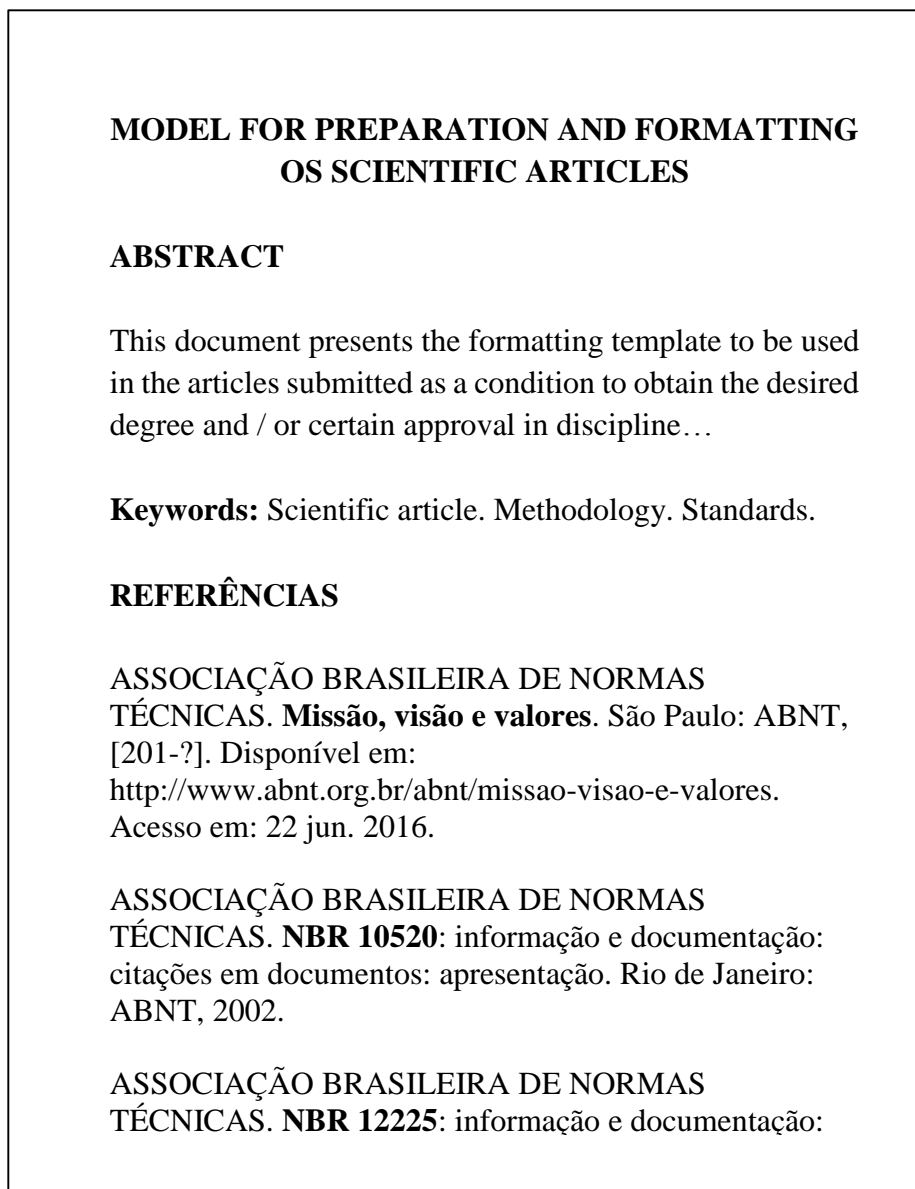 MODEL FOR PREPARATION AND FORMATTING
OS SCIENTIFIC ARTICLES
ABSTRACT
This document presents the formatting template to be used
in the articles submitted as a condition to obtain the desired
degree and / or certain approval in discipline…
Keywords: Scientific article. Methodology. Standards.
REFERÊNCIAS
ASSOCIAÇÃO BRASILEIRA DE NORMAS
TÉCNICAS. Missão, visão e valores. São Paulo: ABNT,
[201-?]. Disponível em:
http://www.abnt.org.br/abnt/missao-visao-e-valores.
Acesso em: 22 jun. 2016.
ASSOCIAÇÃO BRASILEIRA DE NORMAS
TÉCNICAS. NBR 10520: informação e documentação:
citações em documentos: apresentação. Rio de Janeiro:
ABNT, 2002.
ASSOCIAÇÃO BRASILEIRA DE NORMAS
TÉCNICAS. NBR 12225: informação e documentação: